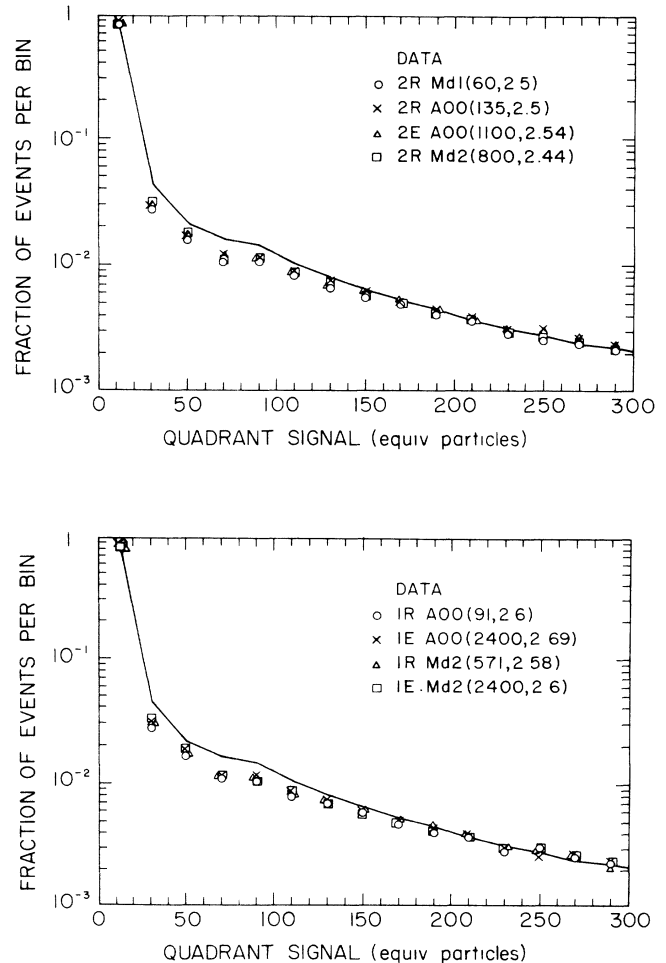 1
10⁻¹
10⁻²
10⁻³
FRACTION OF EVENTS PER BIN
DATA
○ 2R Md1(60,2 5)
× 2R A00(135,2.5)
△ 2E A00(1100,2.54)
□ 2R Md2(800,2.44)
0 50 100 150 200 250 300
QUADRANT SIGNAL (equiv particles)
1
10⁻¹
10⁻²
10⁻³
FRACTION OF EVENTS PER BIN
DATA
○ 1R A00(91,2 6)
× 1E A00(2400,2 69)
△ 1R Md2(571,2 58)
□ 1E.Md2(2400,2 6)
0 50 100 150 210 250 300
QUADRANT SIGNAL (equiv particles)